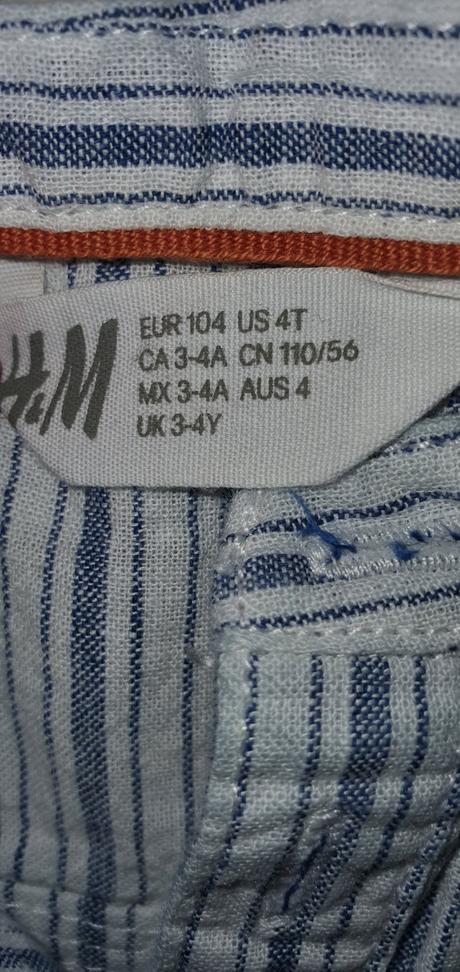 H&M
EUR 104 US 4T
CA 3-4A CN 110/56
MX 3-4A AUS 4
UK 3-4Y